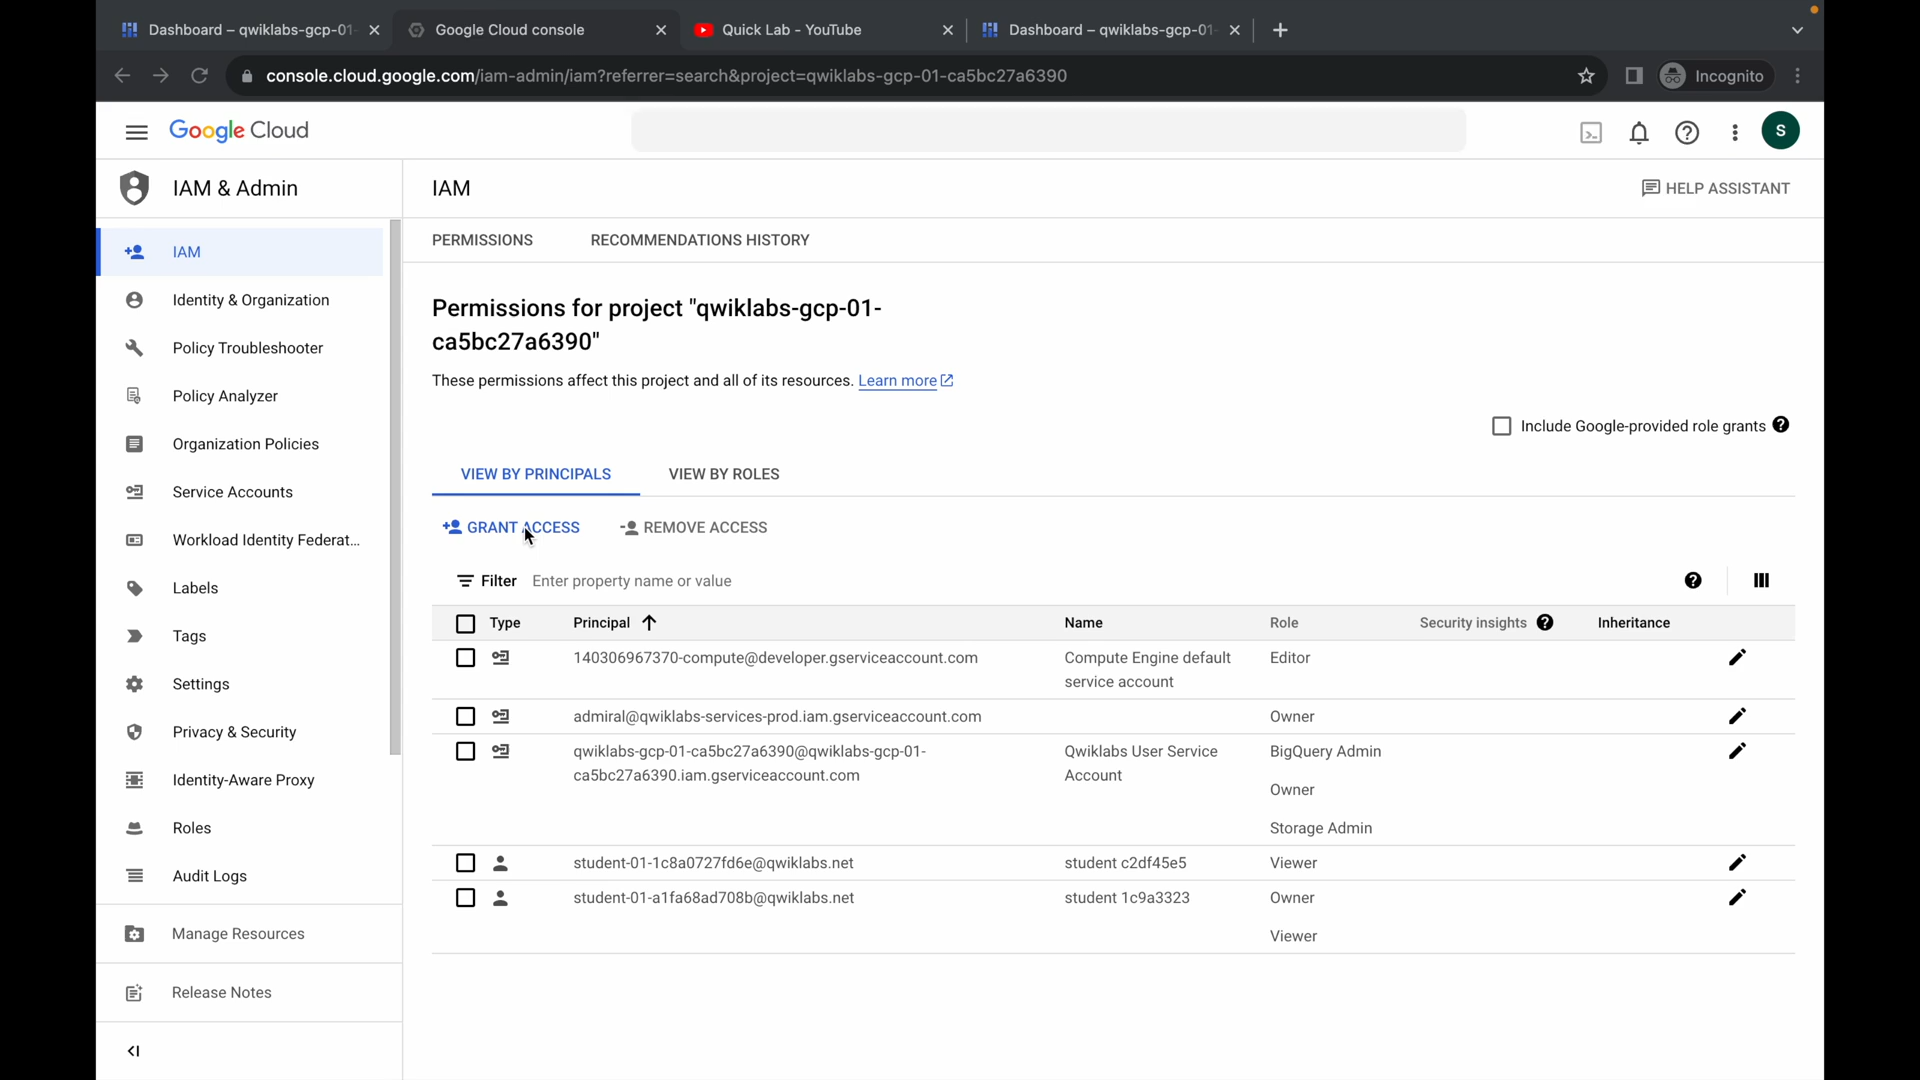 Dashboard – qwiklabs-gcp-01-
Google Cloud console
Quick Lab - YouTube
Dashboard – qwiklabs-gcp-01-
console.cloud.google.com/iam-admin/iam?referrer=search&project=qwiklabs-gcp-01-ca5bc27a6390
Incognito
Google Cloud
S
IAM & Admin
IAM
HELP ASSISTANT
IAM
Identity & Organization
Policy Troubleshooter
Policy Analyzer
Organization Policies
Service Accounts
Workload Identity Federat...
Labels
Tags
Settings
Privacy & Security
Identity-Aware Proxy
Roles
Audit Logs
Manage Resources
Release Notes
PERMISSIONS
RECOMMENDATIONS HISTORY
Permissions for project "qwiklabs-gcp-01-
ca5bc27a6390"
These permissions affect this project and all of its resources. Learn more
Include Google-provided role grants
VIEW BY PRINCIPALS
VIEW BY ROLES
GRANT ACCESS
REMOVE ACCESS
Filter Enter property name or value
Type Principal Name Role Security insights Inheritance
140306967370-compute@developer.gserviceaccount.com Compute Engine default Editor
service account
admiral@qwiklabs-services-prod.iam.gserviceaccount.com Owner
qwiklabs-gcp-01-ca5bc27a6390@qwiklabs-gcp-01- Qwiklabs User Service BigQuery Admin
ca5bc27a6390.iam.gserviceaccount.com Account
Owner
Storage Admin
student-01-1c8a0727fd6e@qwiklabs.net student c2df45e5 Viewer
student-01-a1fa68ad708b@qwiklabs.net student 1c9a3323 Owner
Viewer